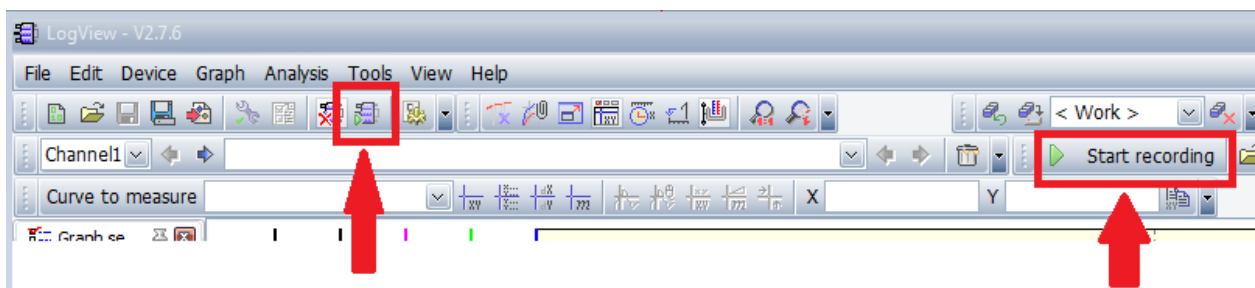 LogView - V2.7.6
File Edit Device Graph Analysis Tools View Help
< Work >
Channel1 Start recording
Curve to measure X Y
Graph se